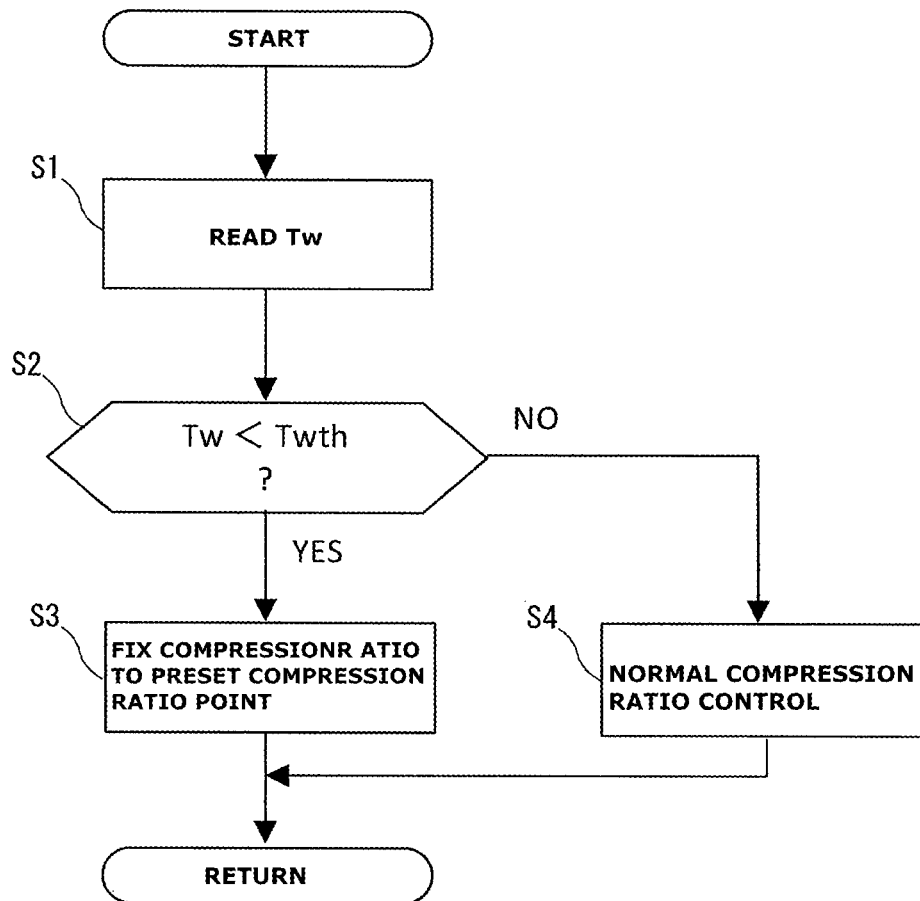 START
S1
READ Tw
S2
Tw < Twth
?
NO
YES
S3
FIX COMPRESSIONR ATIO
TO PRESET COMPRESSION
RATIO POINT
S4
NORMAL COMPRESSION
RATIO CONTROL
RETURN